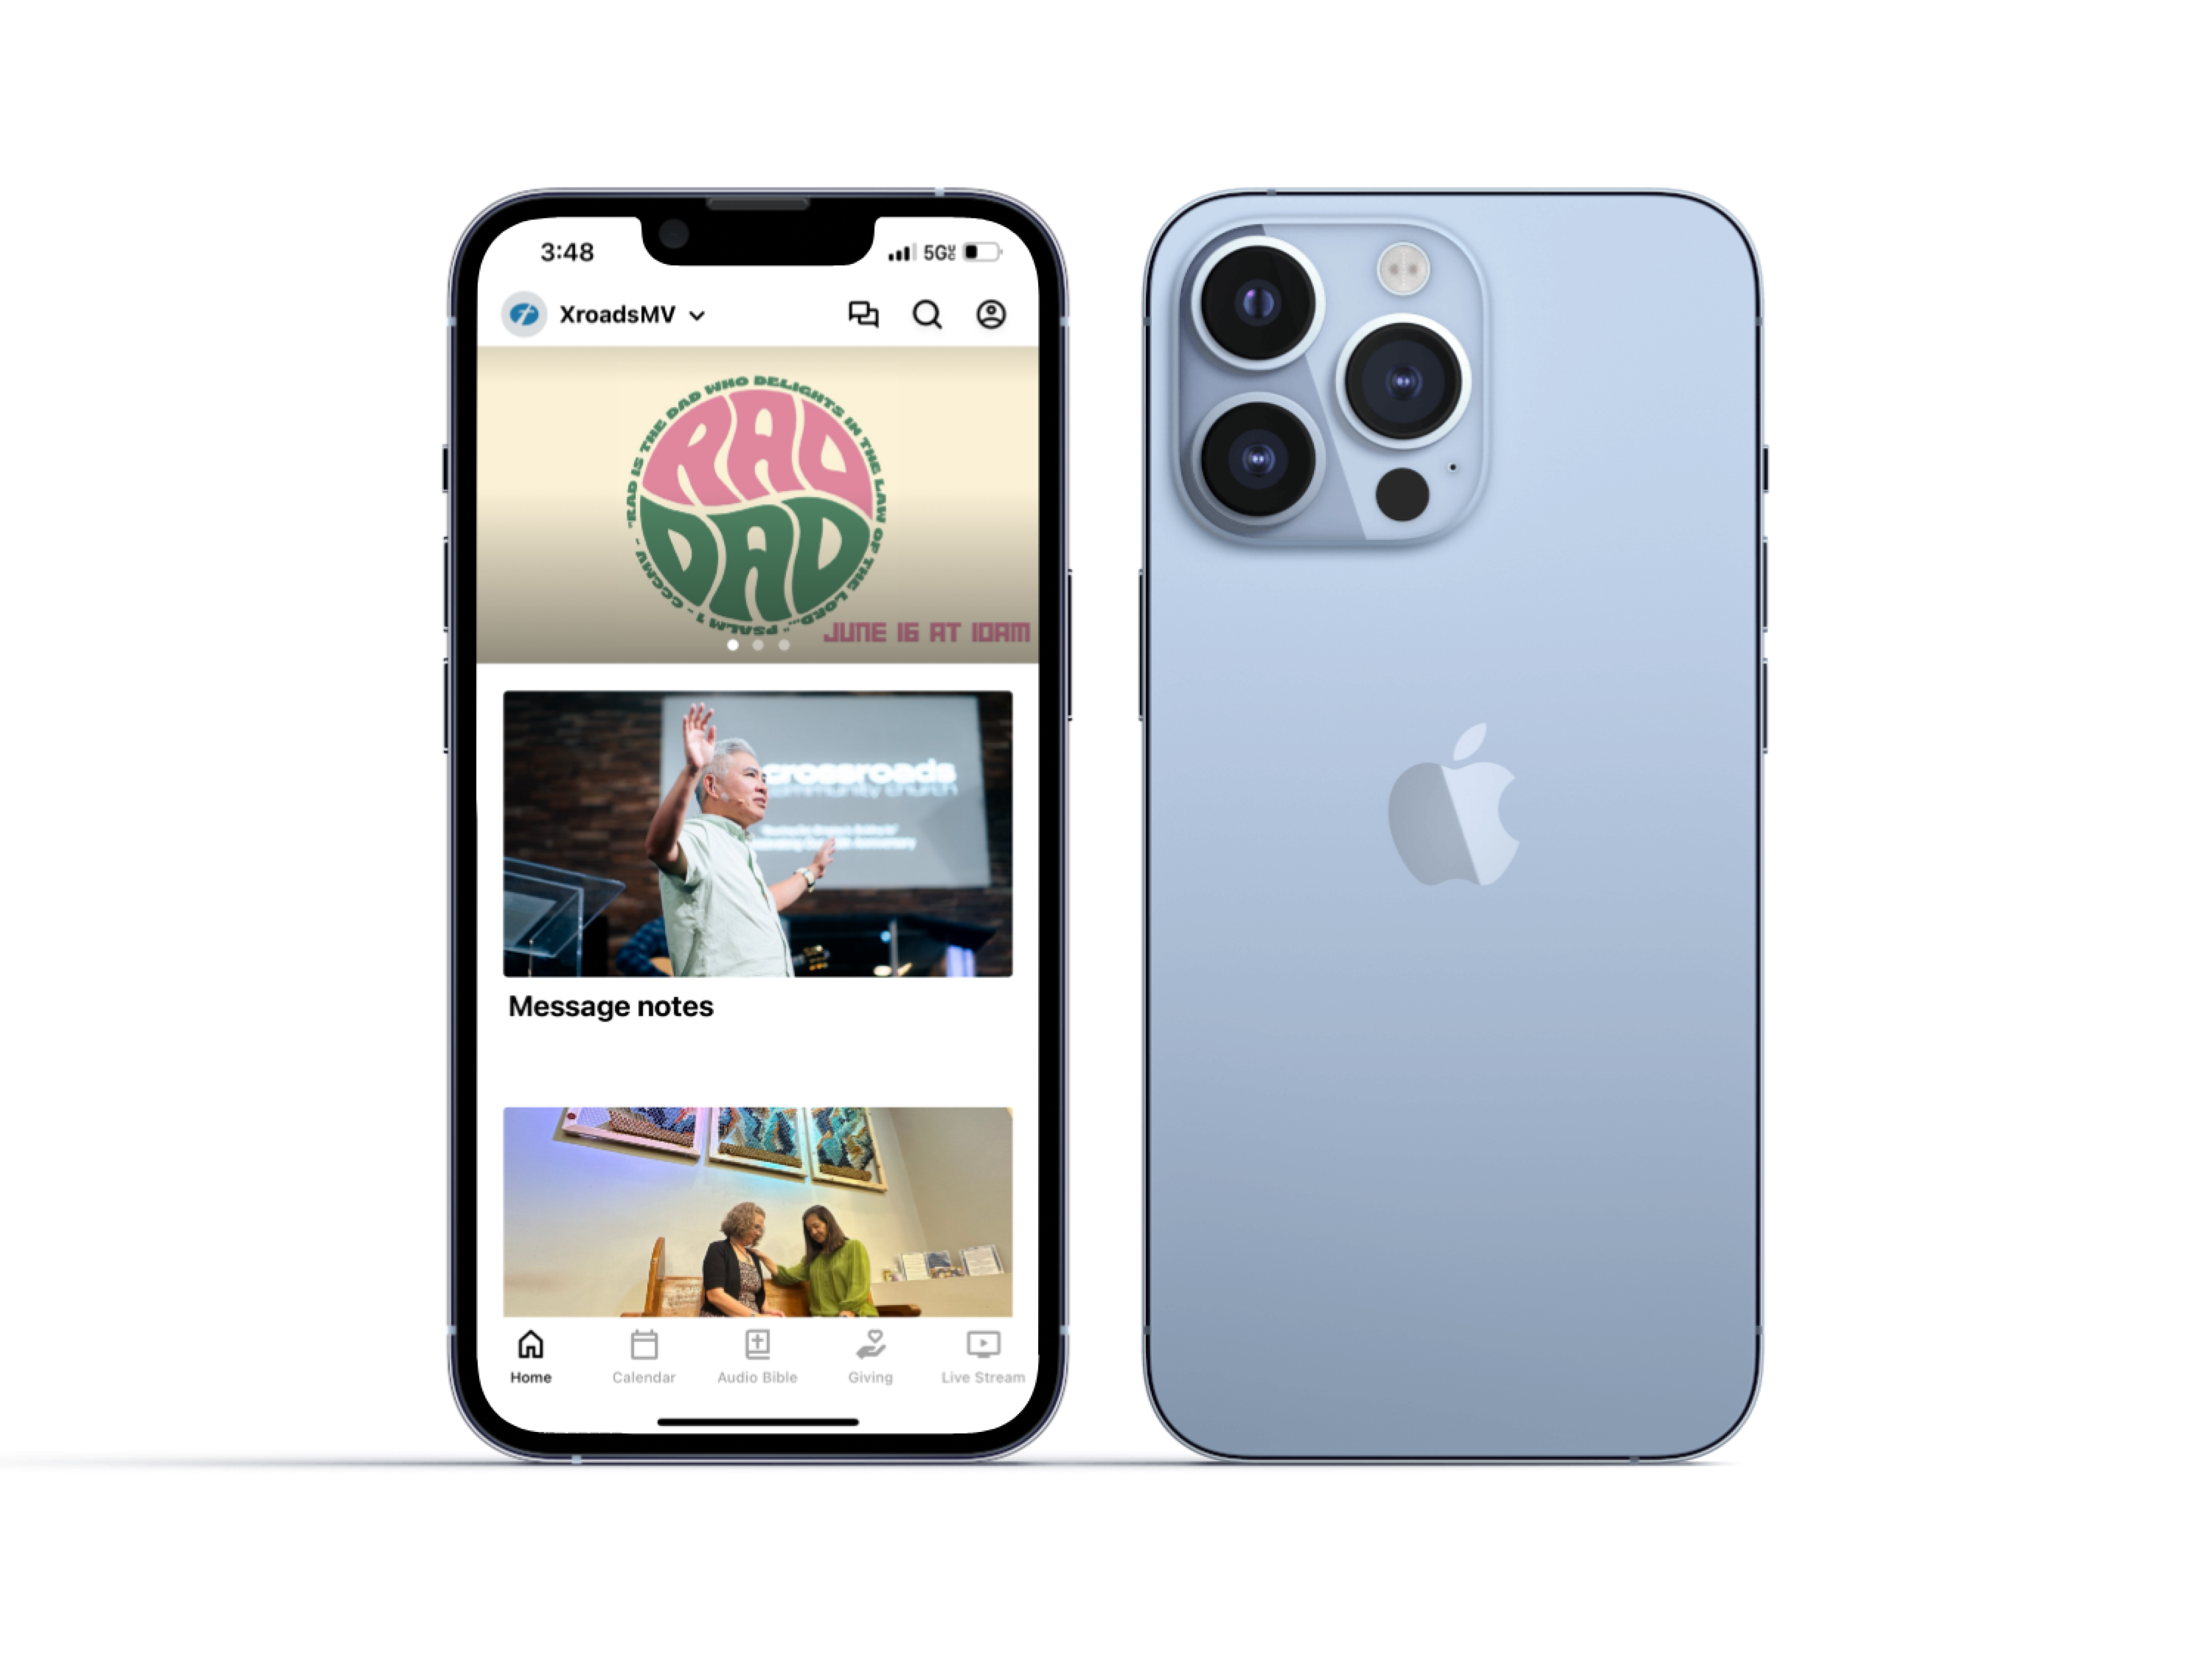 3:48
5G
XroadsMV
"RAD IS THE DAD WHO DELIGHTS IN THE LAW OF THE LORD..." PSALM 1 - CCCMV -
RAD
DAD
JUNE 16 AT 10AM
crossroads
community church
Message notes
Home
Calendar
Audio Bible
Giving
Live Stream